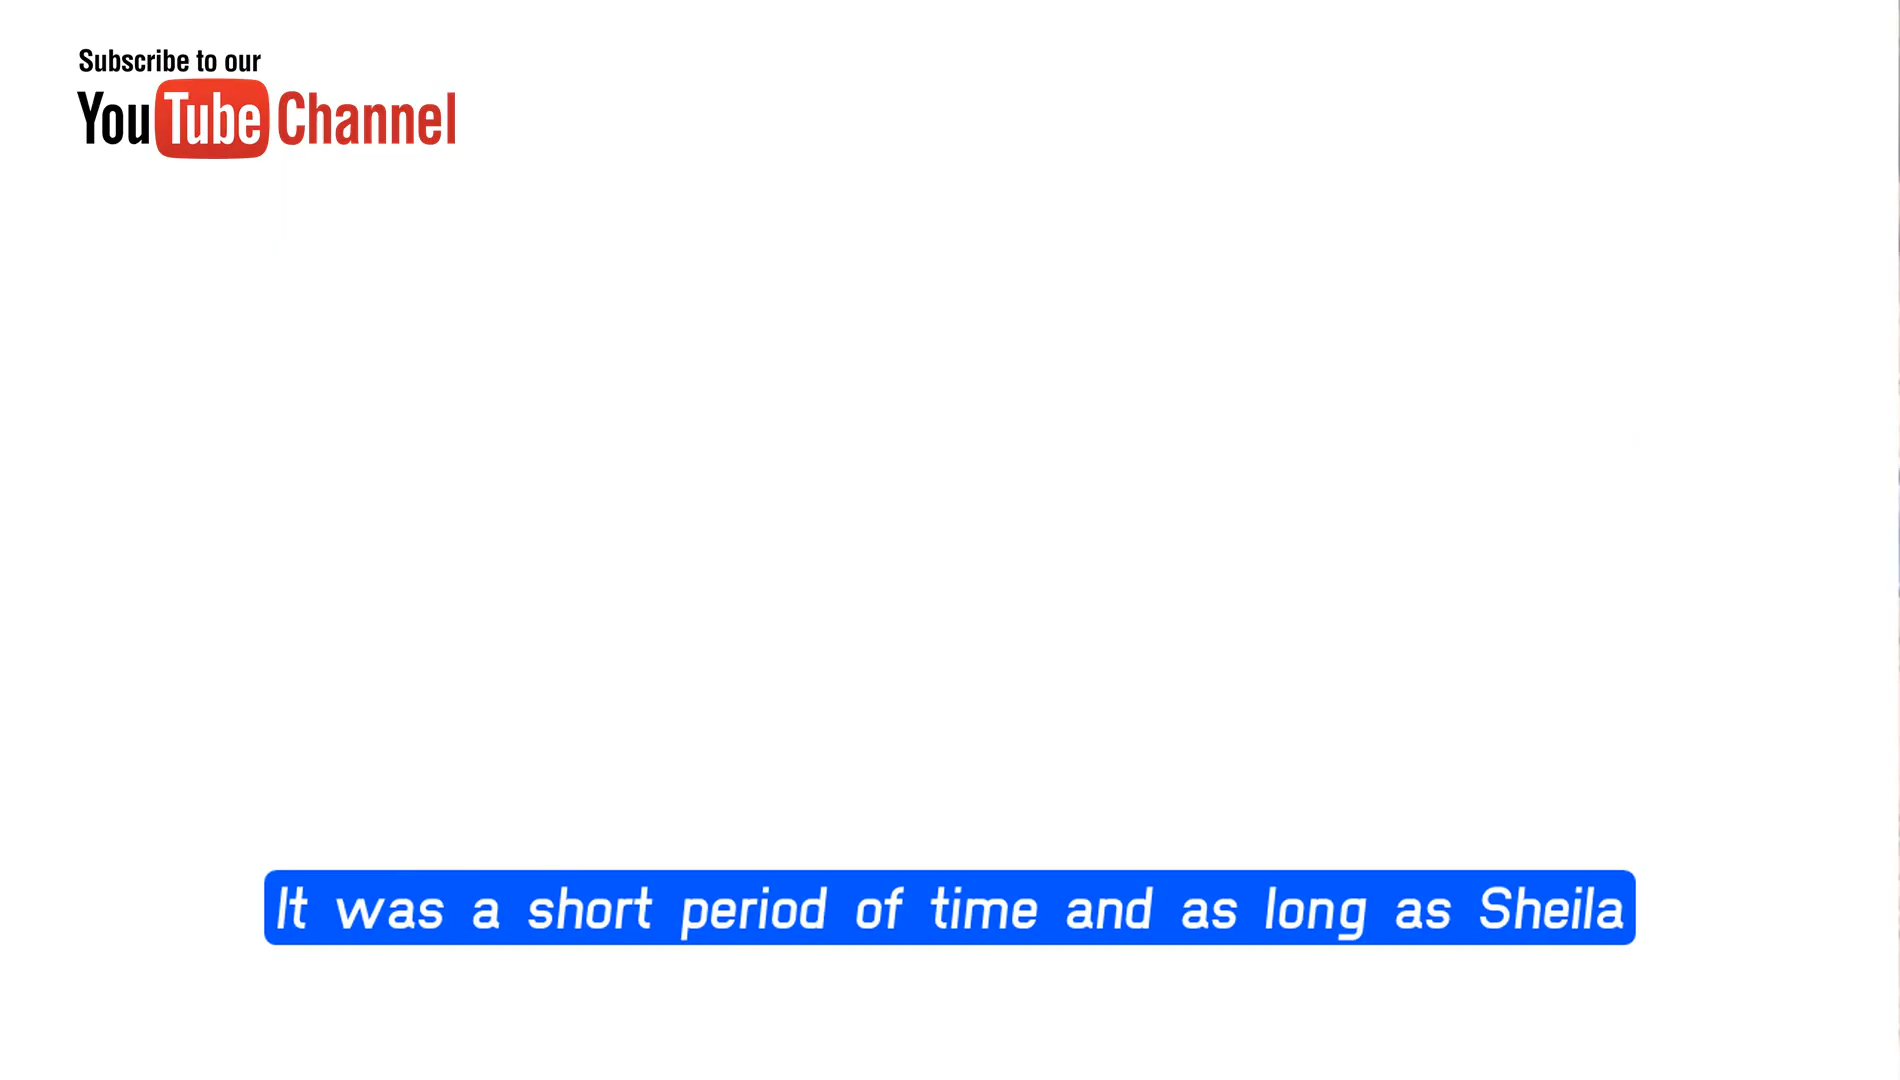 Subscribe to our
YouTube Channel
It was a short period of time and as long as Sheila